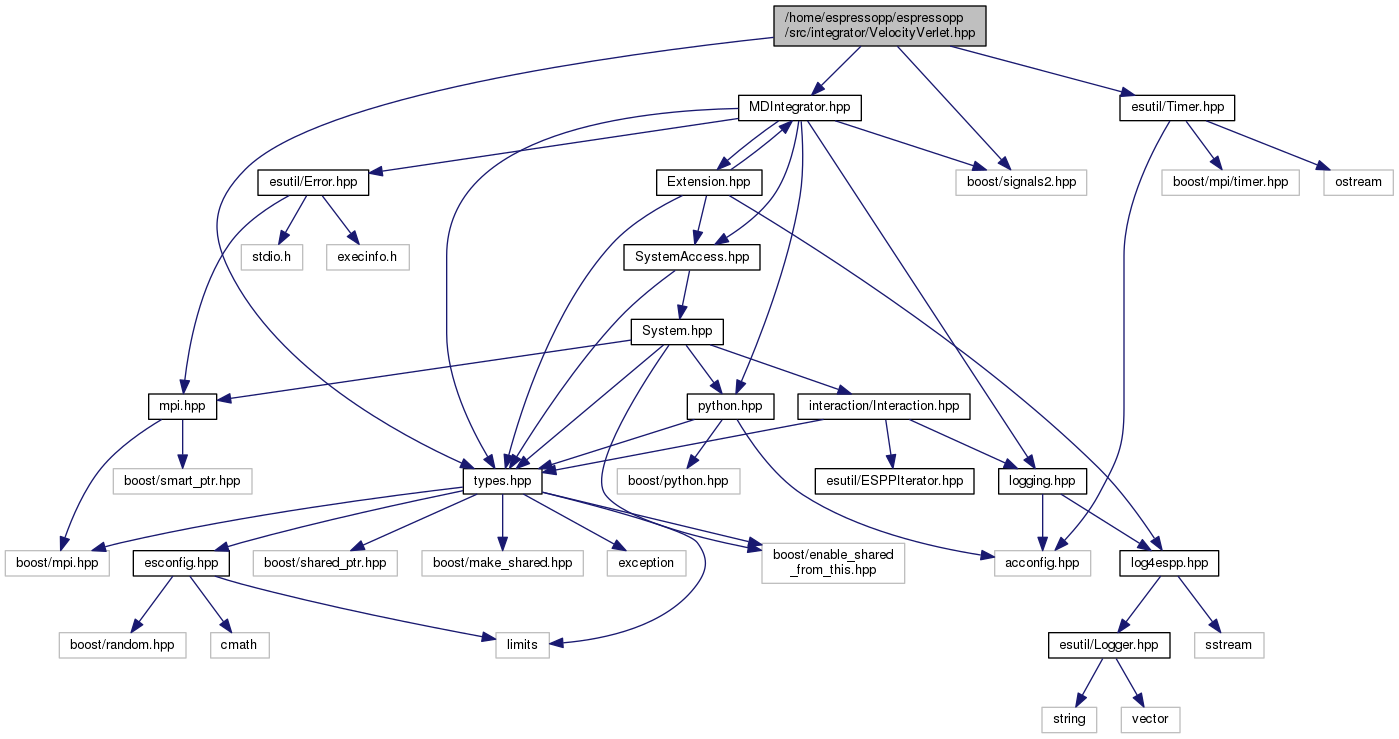 /home/espressopp/espressopp
/src/integrator/VelocityVerlet.hpp
MDIntegrator.hpp
esutil/Timer.hpp
esutil/Error.hpp
Extension.hpp
boost/signals2.hpp
boost/mpi/timer.hpp
ostream
stdio.h
execinfo.h
SystemAccess.hpp
System.hpp
mpi.hpp
python.hpp
interaction/Interaction.hpp
boost/smart_ptr.hpp
types.hpp
boost/python.hpp
esutil/ESPPIterator.hpp
logging.hpp
boost/mpi.hpp
esconfig.hpp
boost/shared_ptr.hpp
boost/make_shared.hpp
exception
boost/enable_shared
_from_this.hpp
acconfig.hpp
log4espp.hpp
boost/random.hpp
cmath
limits
esutil/Logger.hpp
sstream
string
vector